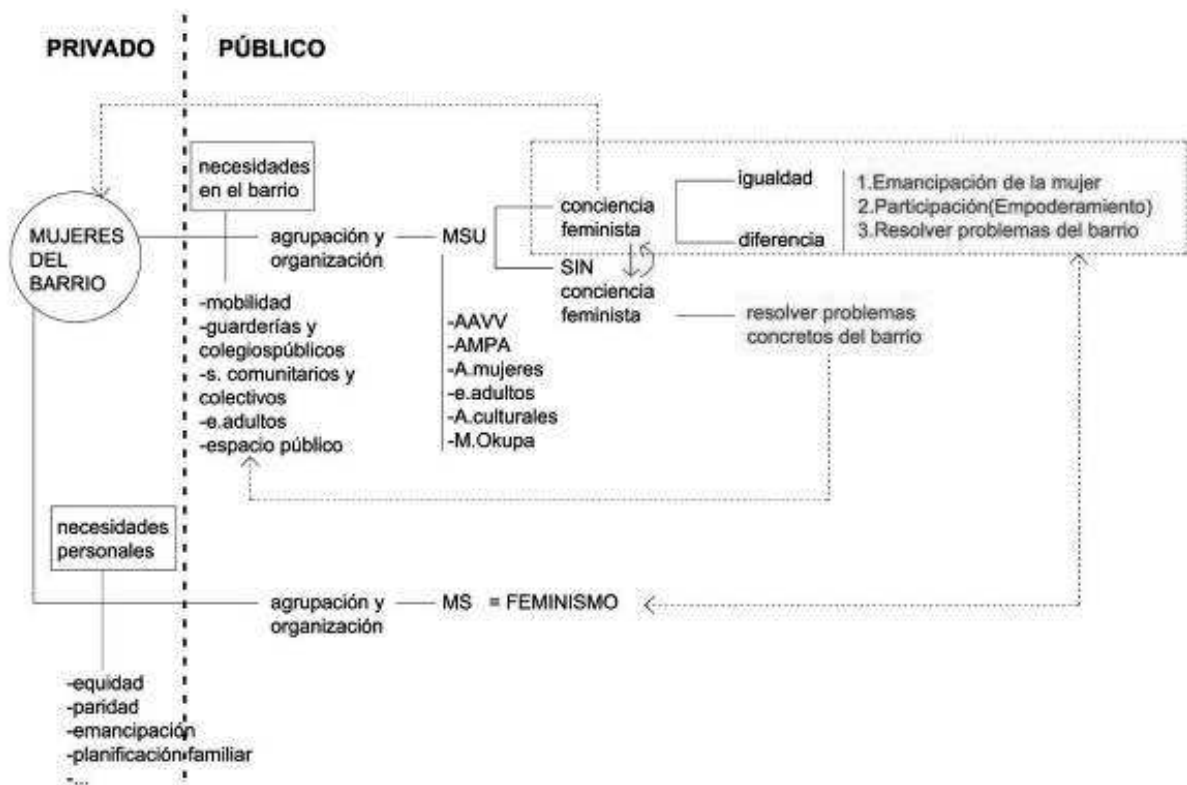 PRIVADO
PÚBLICO
necesidades
en el barrio
MUJERES
DEL
BARRIO
agrupación y
organización
MSU
conciencia
feminista
SIN
conciencia
feminista
igualdad
diferencia
1.Emancipación de la mujer
2.Participación(Empoderamiento)
3.Resolver problemas del barrio
-mobilidad
-guarderías y
colegiospúblicos
-s. comunitarios y
colectivos
-e.adultos
-espacio público
-AAVV
-AMPA
-A.mujeres
-e.adultos
-A.culturales
-M.Okupa
resolver problemas
concretos del barrio
necesidades
personales
agrupación y
organización
MS = FEMINISMO
-equidad
-paridad
-emancipación
-planificación familiar
-...